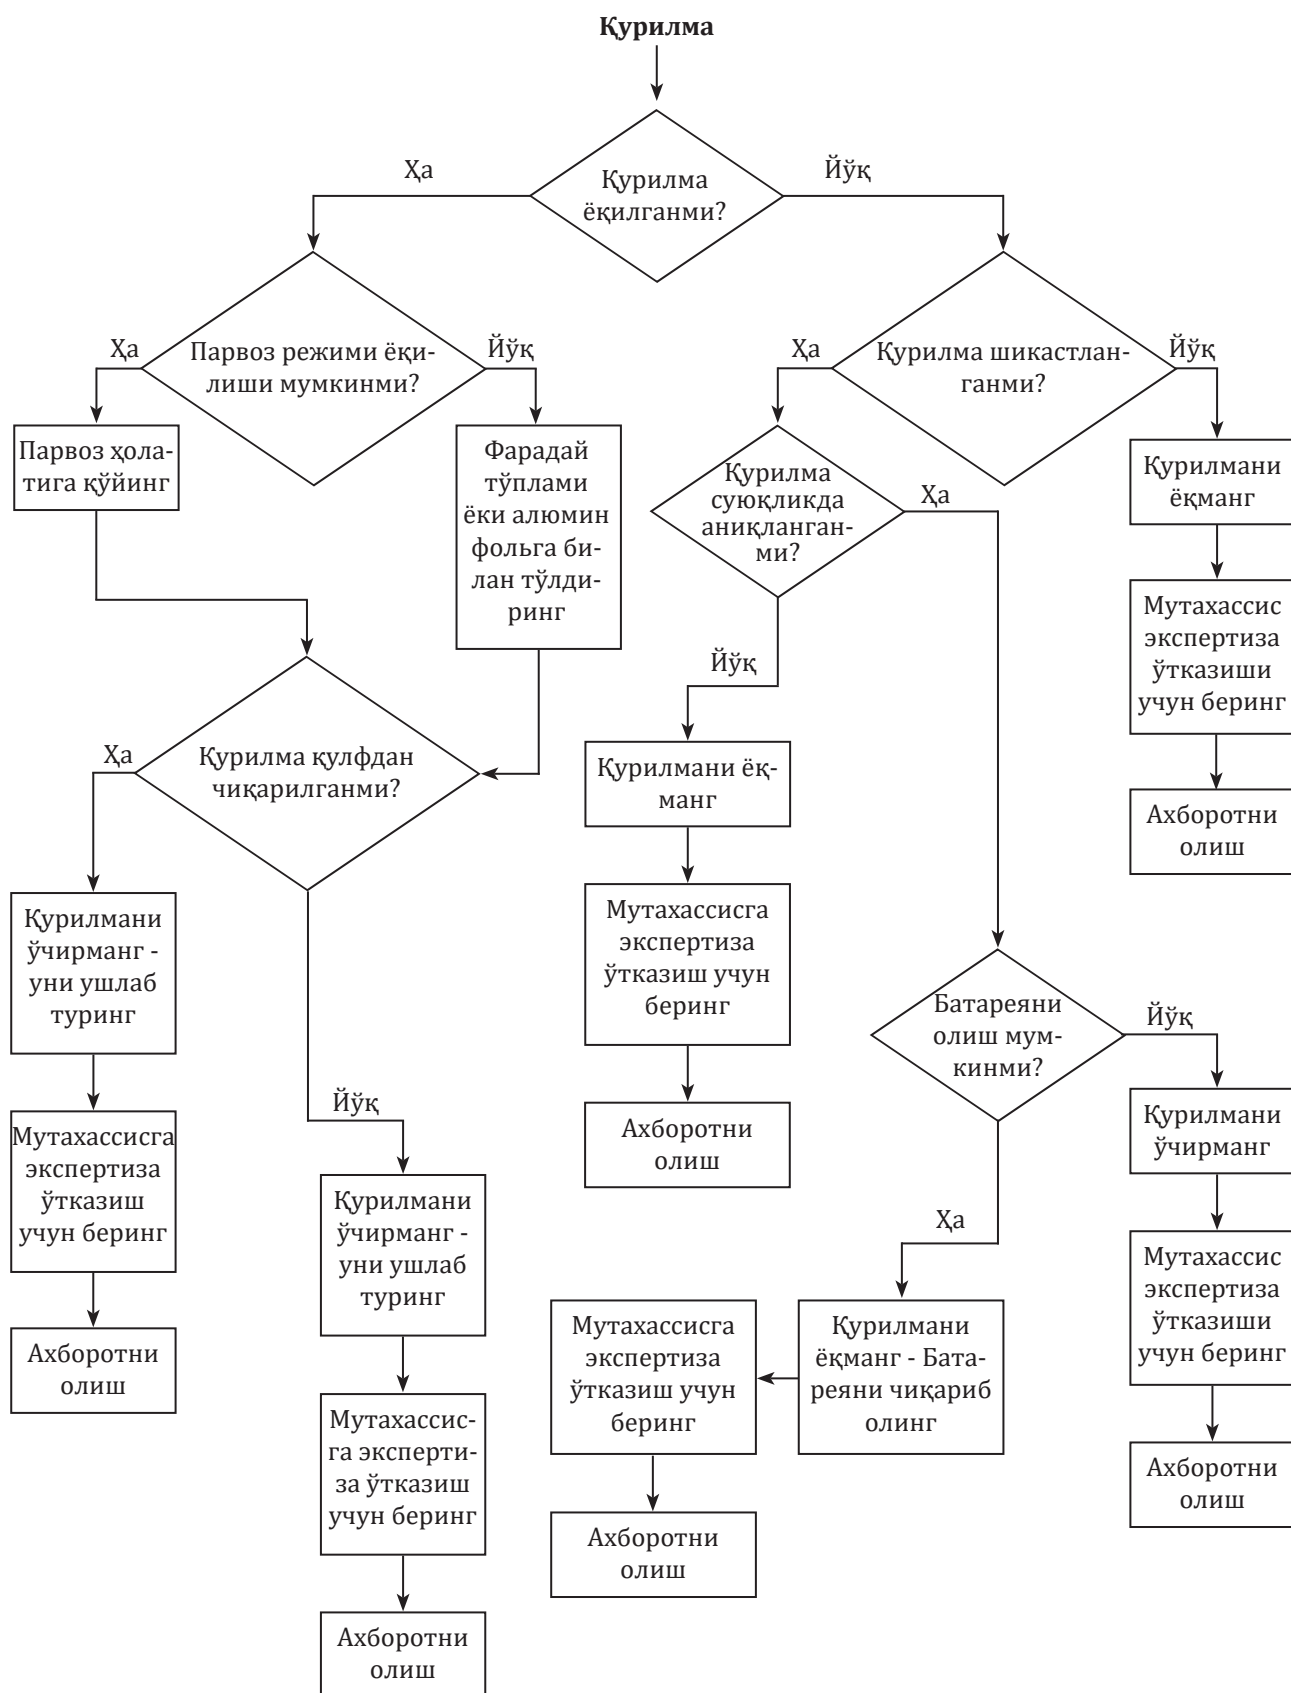 Қурилма
Ҳа
Йўқ
Қурилма
ёқилганми?
Ҳа
Парвоз режими ёқи-
лиши мумкинми?
Йўқ
Ҳа
Қурилма шикастлан-
ганми?
Йўқ
Парвоз ҳола-
тига қўйинг
Фарадай
тўплами
ёки алюмин
фольга би-
лан тўлди-
ринг
Қурилма
суюқликда
аниқланган-
ми?
Ҳа
Қурилмани
ёқманг
Мутахассис
экспертиза
ўтказиши
учун беринг
Йўқ
Ҳа
Қурилма қулфдан
чиқарилганми?
Қурилмани ёқ-
манг
Ахборотни
олиш
Қурилмани
ўчирманг -
уни ушлаб
туринг
Мутахассисга
экспертиза
ўтказиш учун
беринг
Батареяни
олиш мум-
кинми?
Йўқ
Мутахассисга
экспертиза
ўтказиш
учун беринг
Йўқ
Ахборотни
олиш
Қурилмани
ўчирманг
Қурилмани
ўчирманг -
уни ушлаб
туринг
Ҳа
Мутахассис
экспертиза
ўтказиши
учун беринг
Ахборотни
олиш
Мутахассисга
экспертиза
ўтказиш учун
беринг
Қурилмани
ёқманг - Бата-
реяни чиқариб
олинг
Мутахассис-
га эксперти-
за ўтказиш
учун беринг
Ахборотни
олиш
Ахборотни
олиш
Ахборотни
олиш